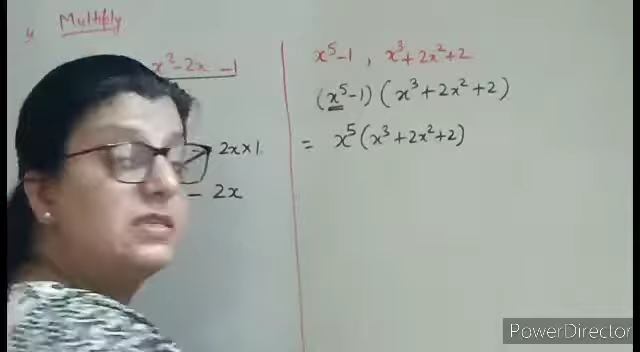 4 Multiply
x²-2x -1
2x×1
- 2x
x⁵-1 , x³+2x²+2
(x⁵-1) (x³+2x²+2)
= x⁵(x³+2x²+2)
PowerDirector